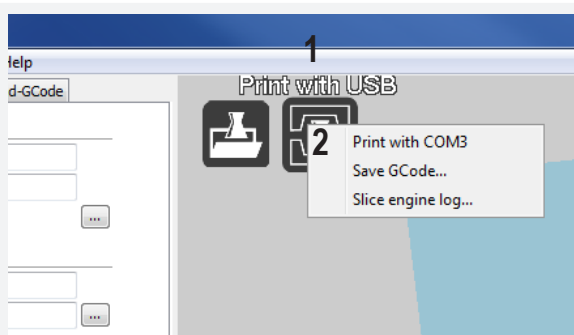 1
Help
d-GCode
Print with USB
2
Print with COM3
Save GCode...
Slice engine log...
...
...